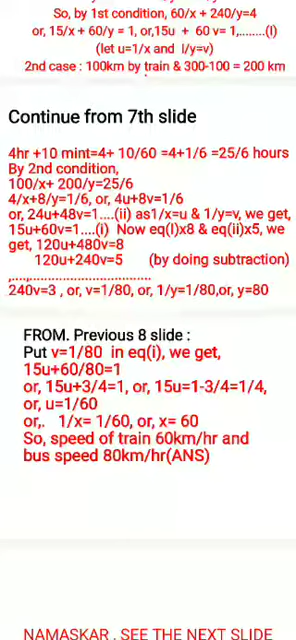 So, by 1st condition, 60/x + 240/y=4
or, 15/x + 60/y = 1, or,15u + 60 v= 1,.......(I)
(let u=1/x and I/y=v)
2nd case : 100km by train & 300-100 = 200 km
Continue from 7th slide
4hr +10 mint=4+ 10/60 =4+1/6 =25/6 hours
By 2nd condition,
100/x+ 200/y=25/6
4/x+8/y=1/6, or, 4u+8v=1/6
or, 24u+48v=1....(ii) as1/x=u & 1/y=v, we get,
15u+60v=1....(i) Now eq(I)x8 & eq(ii)x5, we
get, 120u+480v=8
120u+240v=5 (by doing subtraction)
240v=3 , or, v=1/80, or, 1/y=1/80,or, y=80
FROM. Previous 8 slide :
Put v=1/80 in eq(i), we get,
15u+60/80=1
or, 15u+3/4=1, or, 15u=1-3/4=1/4,
or, u=1/60
or,. 1/x= 1/60, or, x= 60
So, speed of train 60km/hr and
bus speed 80km/hr(ANS)
NAMASKAR , SEE THE NEXT SLIDE